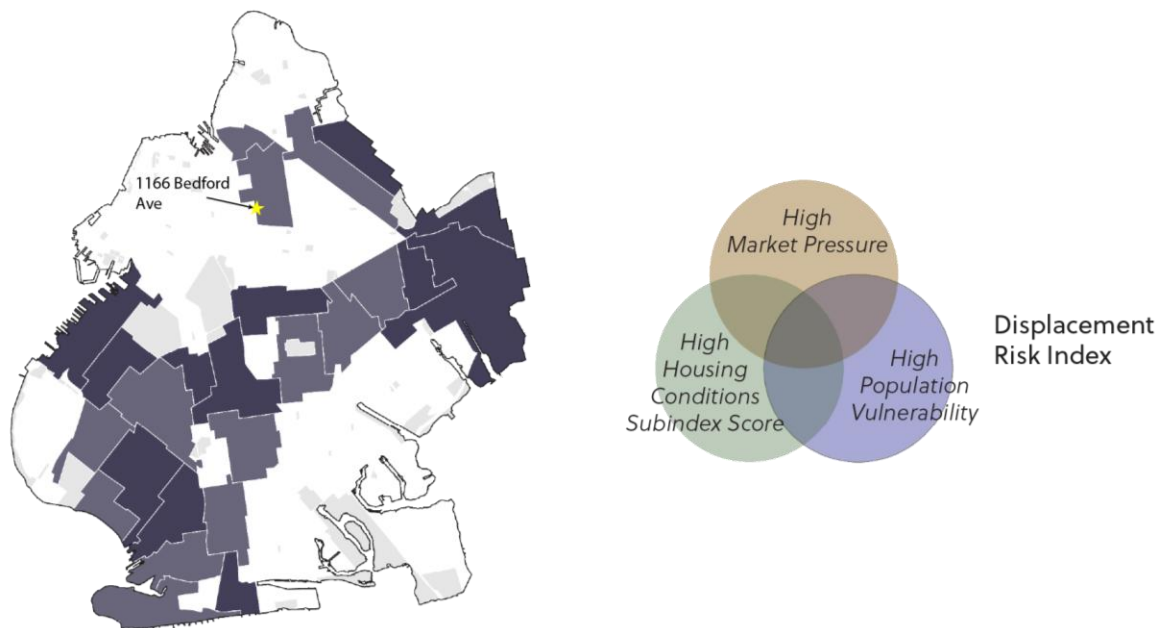 1166 Bedford
Ave
High
Market Pressure
High
Housing
Conditions
Subindex Score
High
Population
Vulnerability
Displacement
Risk Index